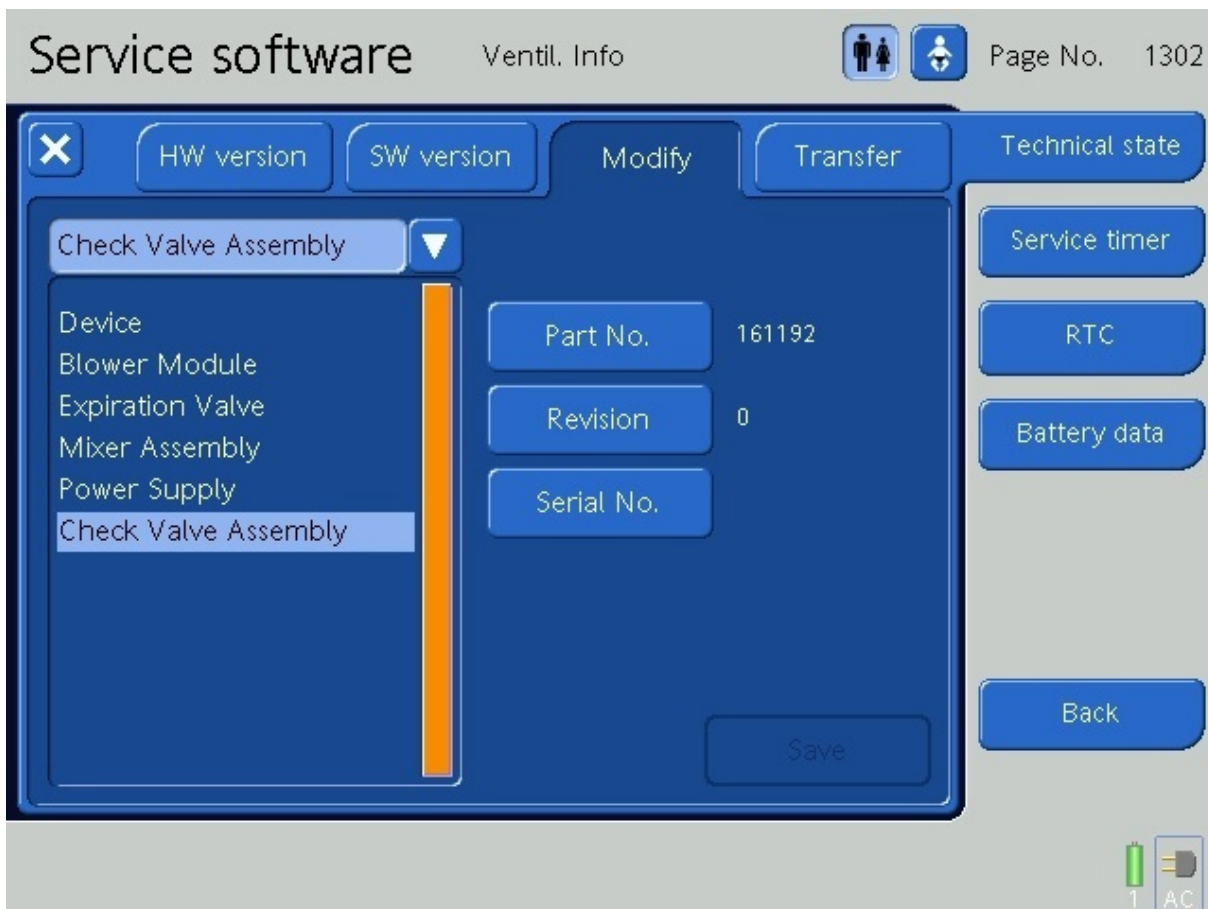 Service software Ventil. Info Page No. 1302
HW version SW version Modify Transfer Technical state
Check Valve Assembly
Device
Blower Module
Expiration Valve
Mixer Assembly
Power Supply
Check Valve Assembly
Part No. 161192
Revision 0
Serial No.
Save
Service timer
RTC
Battery data
Back
1 AC